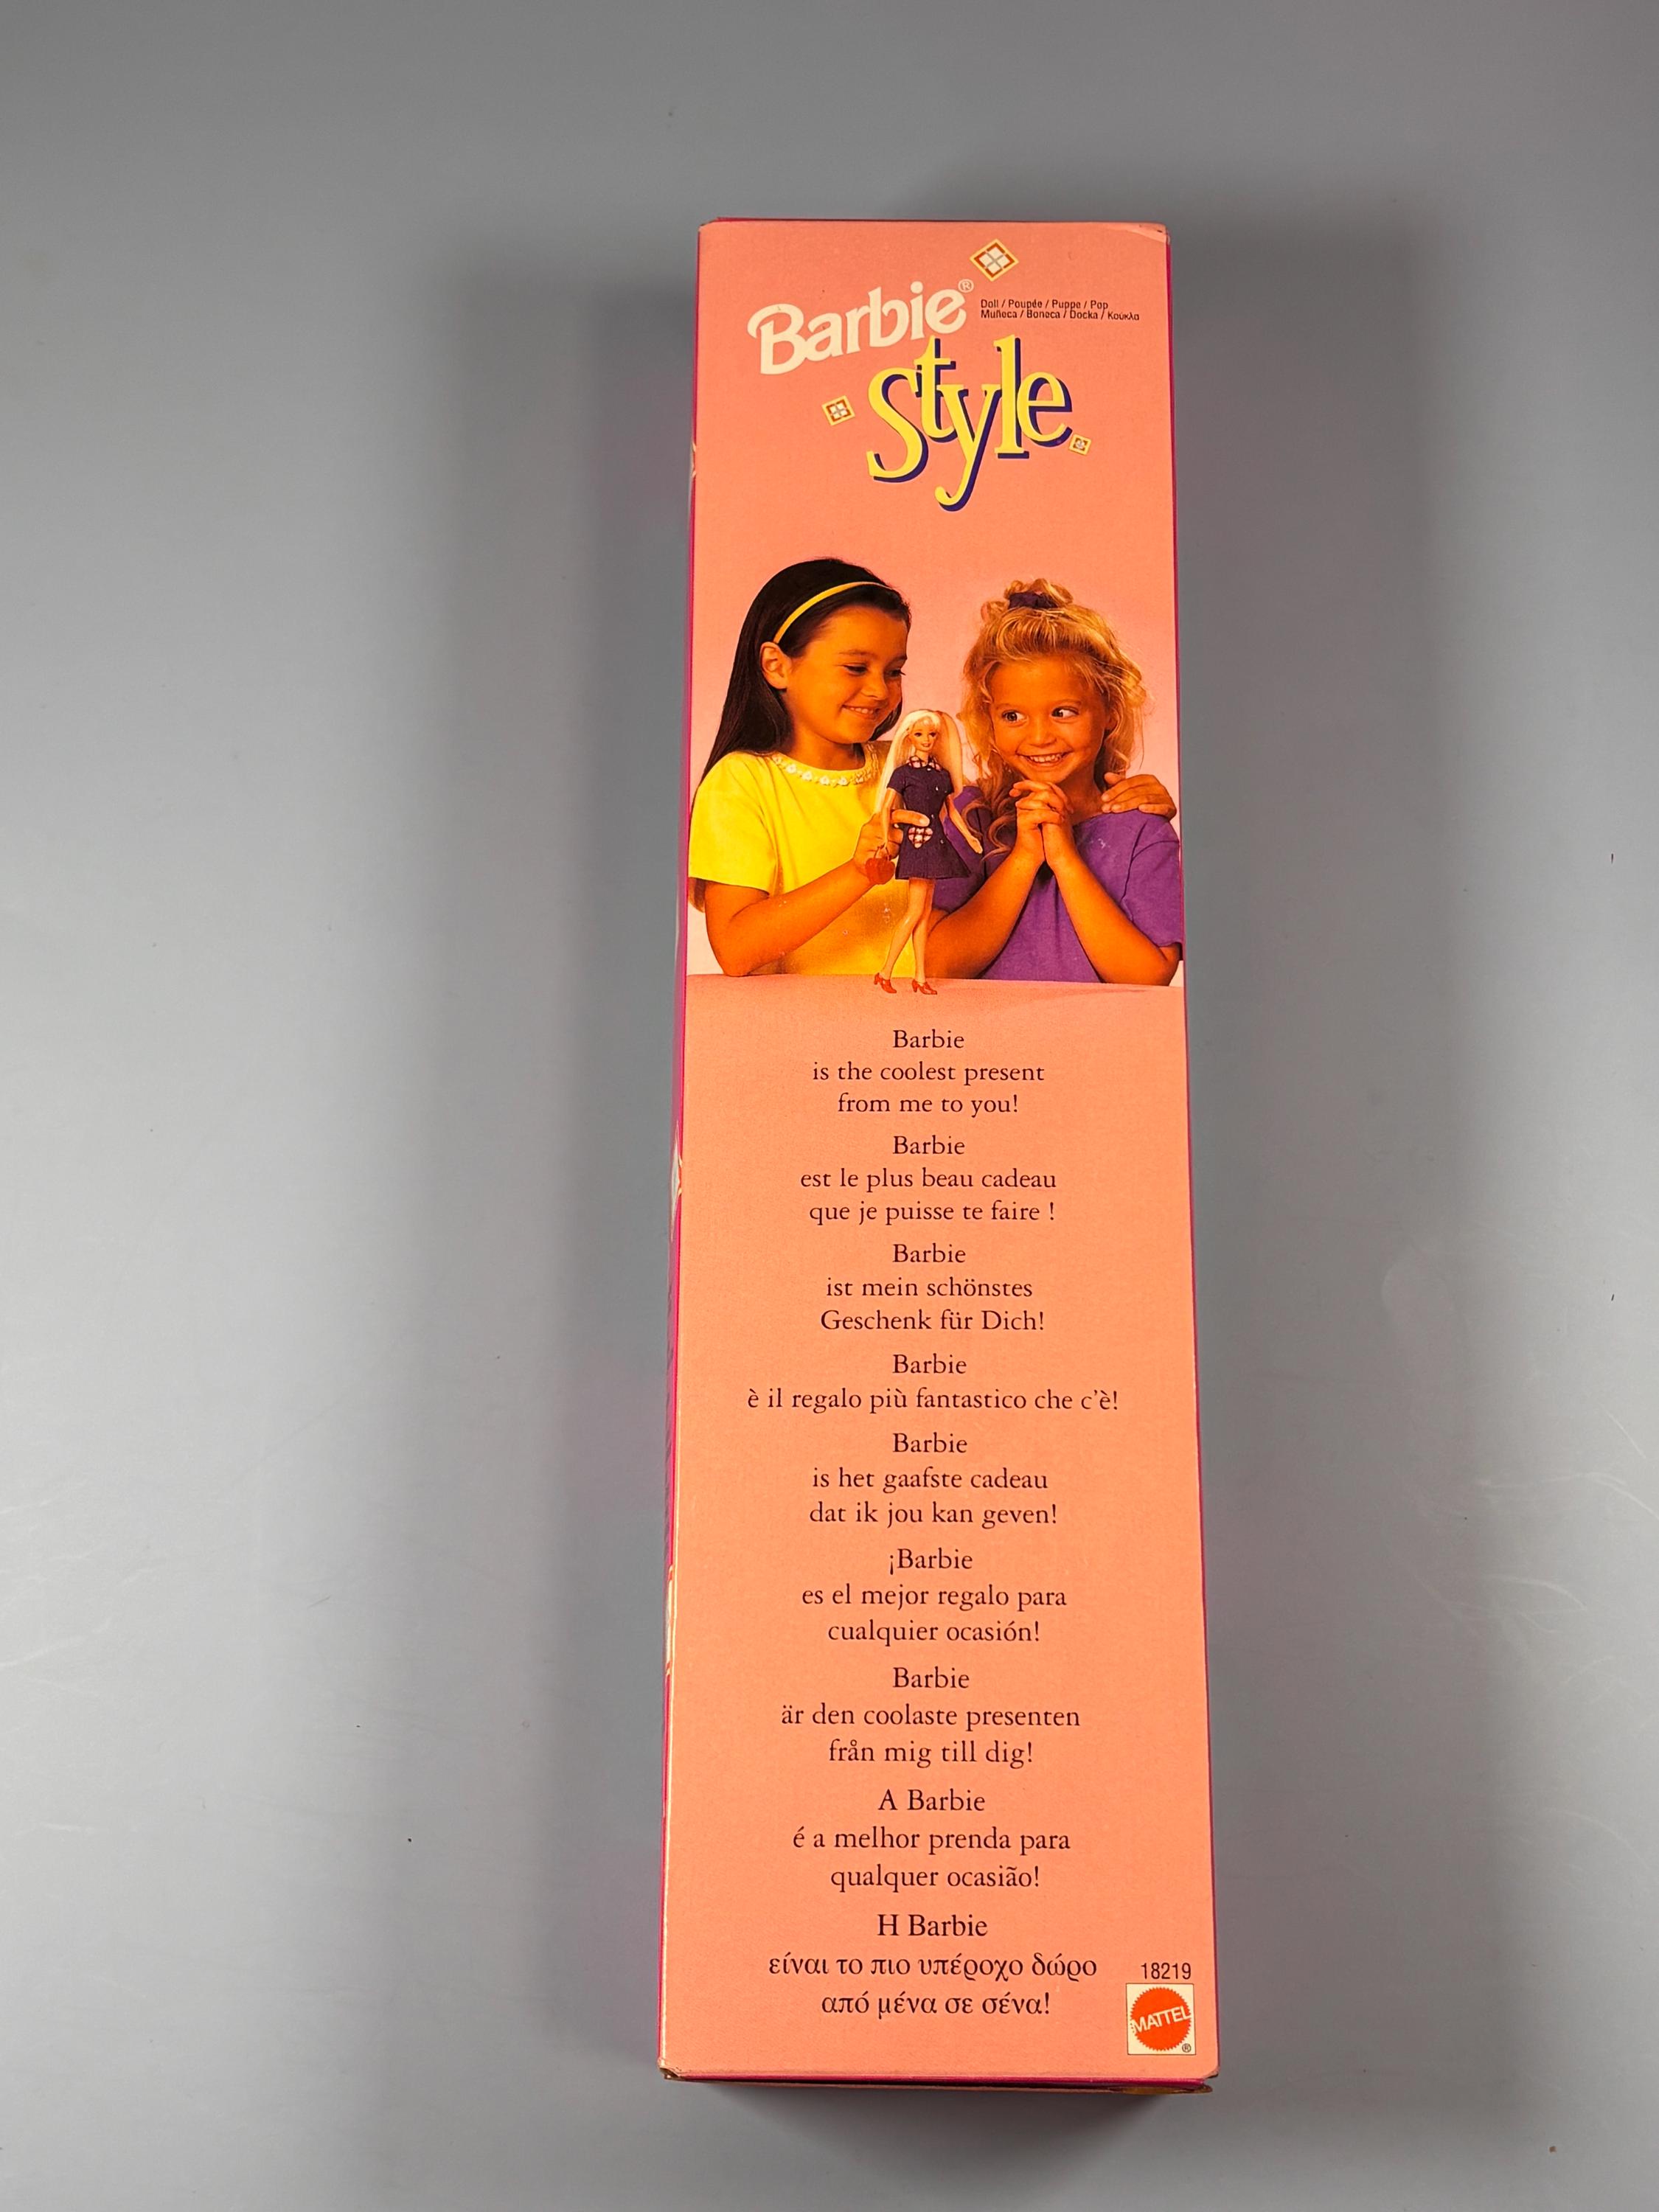 Barbie®
Doll / Poupée / Puppe / Pop
Muñeca / Boneca / Docka / Κούκλα
Style
Barbie
is the coolest present
from me to you!
Barbie
est le plus beau cadeau
que je puisse te faire !
Barbie
ist mein schönstes
Geschenk für Dich!
Barbie
è il regalo più fantastico che c'è!
Barbie
is het gaafste cadeau
dat ik jou kan geven!
¡Barbie
es el mejor regalo para
cualquier ocasión!
Barbie
är den coolaste presenten
från mig till dig!
A Barbie
é a melhor prenda para
qualquer ocasião!
Η Barbie
είναι το πιο υπέροχο δώρο
από μένα σε σένα!
18219
MATTEL
®